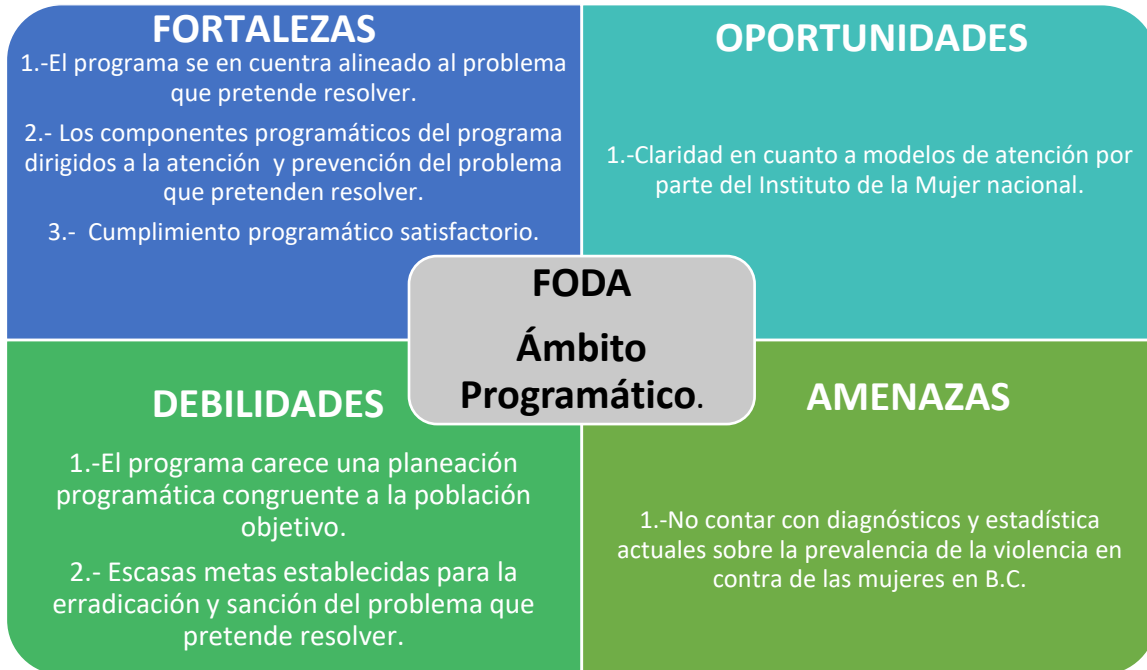 FORTALEZAS
1.-El programa se en cuentra alineado al problema
que pretende resolver.
2.- Los componentes programáticos del programa
dirigidos a la atención y prevención del problema
que pretenden resolver.
3.- Cumplimiento programático satisfactorio.
OPORTUNIDADES
1.-Claridad en cuanto a modelos de atención por
parte del Instituto de la Mujer nacional.
FODA
Ámbito
Programático.
DEBILIDADES
1.-El programa carece una planeación
programática congruente a la población
objetivo.
2.- Escasas metas establecidas para la
erradicación y sanción del problema que
pretende resolver.
AMENAZAS
1.-No contar con diagnósticos y estadística
actuales sobre la prevalencia de la violencia en
contra de las mujeres en B.C.